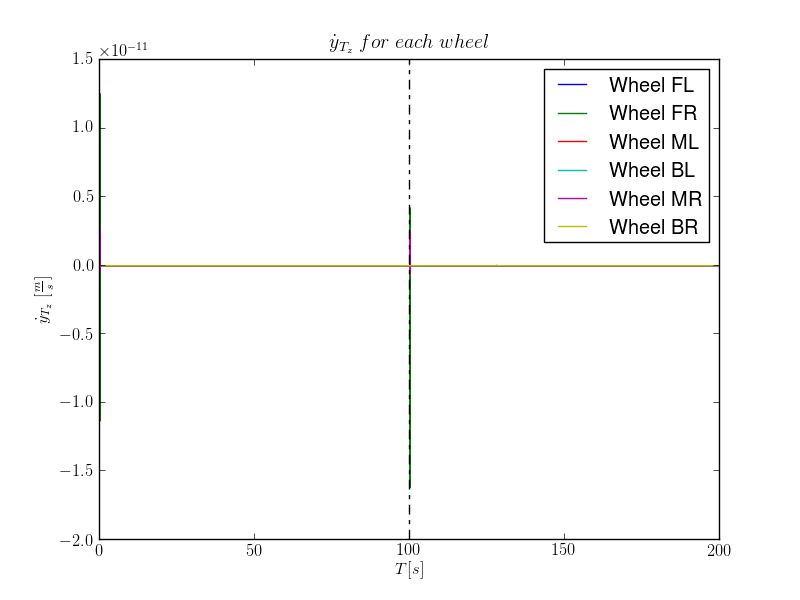 ẏ_{T_z} for each wheel
×10⁻¹¹
1.5
1.0
0.5
0.0
−0.5
−1.0
−1.5
−2.0
ẏ_{T_z} [m/s]
Wheel FL
Wheel FR
Wheel ML
Wheel BL
Wheel MR
Wheel BR
0 50 100 150 200
T[s]